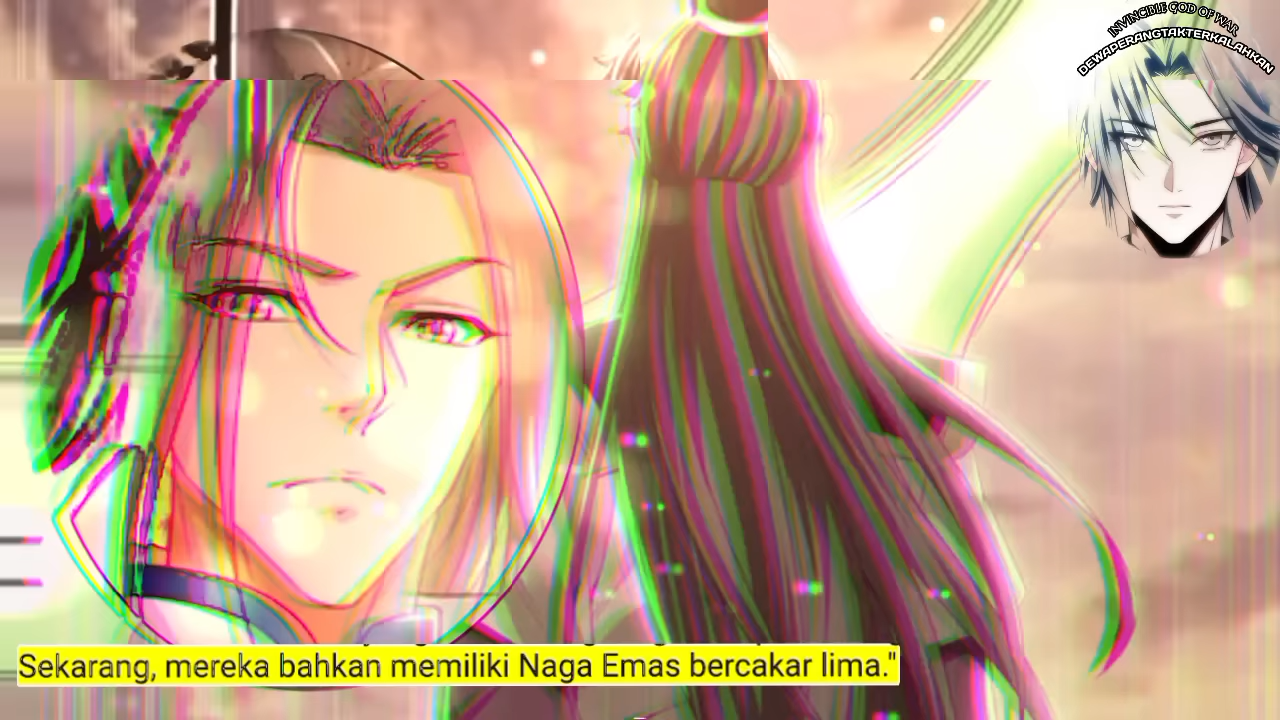 INVINCIBLE GOD OF WAR
DEWAPERANGTAKTERKALAHKAN
Sekarang, mereka bahkan memiliki Naga Emas bercakar lima."